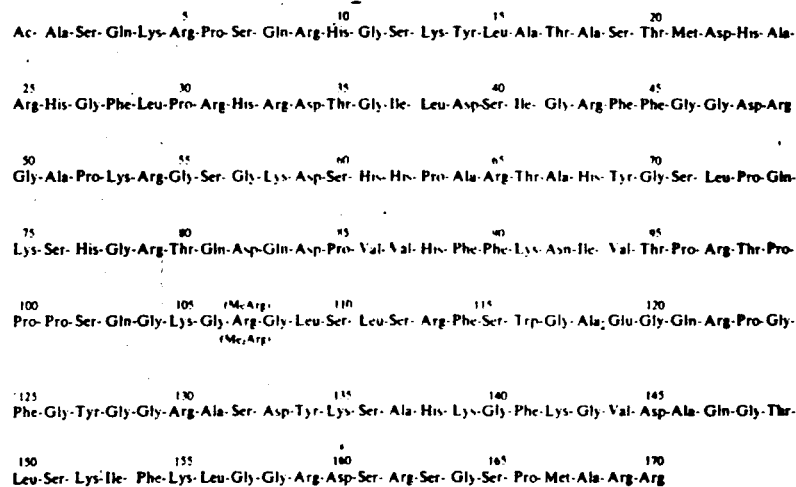 5 10 15 20
Ac- Ala-Ser- Gln-Lys-Arg-Pro-Ser- Gln-Arg-His- Gly-Ser- Lys-Tyr-Leu-Ala-Thr-Ala-Ser- Thr-Met-Asp-His-Ala-
25 30 35 40 45
Arg-His-Gly-Phe-Leu-Pro-Arg-His-Arg-Asp-Thr-Gly-Ile- Leu-Asp-Ser- Ile- Gly-Arg-Phe-Phe-Gly-Gly-Asp-Arg
50 55 60 65 70
Gly-Ala-Pro-Lys-Arg-Gly-Ser- Gly-Lys-Asp-Ser- His-His-Pro-Ala-Arg-Thr-Ala-His-Tyr-Gly-Ser- Leu-Pro-Gln-
75 80 85 90 95
Lys-Ser- His-Gly-Arg-Thr-Gln-Asp-Gln-Asp-Pro-Val-Val-His-Phe-Phe-Lys-Asn-Ile- Val-Thr-Pro-Arg-Thr-Pro-
100 105 (MeArg) 110 115 120
Pro-Pro-Ser-Gln-Gly-Lys-Gly-Arg-Gly-Leu-Ser- Leu-Ser- Arg-Phe-Ser- Trp-Gly-Ala-Glu-Gly-Gln-Arg-Pro-Gly-
(Me₂Arg)
125 130 135 140 145
Phe-Gly-Tyr-Gly-Gly-Arg-Ala-Ser- Asp-Tyr-Lys-Ser- Ala-His-Lys-Gly-Phe-Lys-Gly-Val-Asp-Ala-Gln-Gly-Thr-
150 155 160 165 170
Leu-Ser- Lys-Ile- Phe-Lys-Leu-Gly-Gly-Arg-Asp-Ser- Arg-Ser- Gly-Ser- Pro-Met-Ala-Arg-Arg